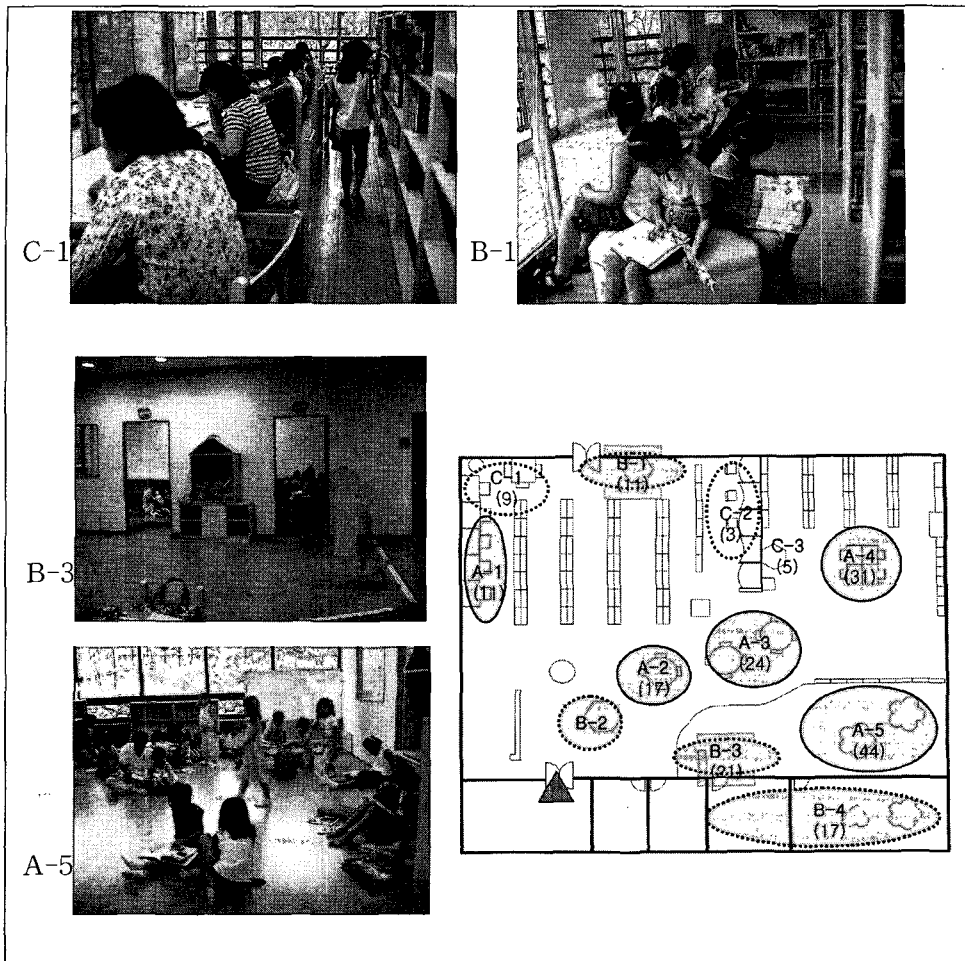 C-1
B-1
B-3
A-5
C-1
(9)
B-1
(11)
C-2
(3)
C-3
(5)
A-1
(11)
A-4
(31)
A-2
(17)
A-3
(24)
B-2
A-5
(44)
B-3
(21)
B-4
(17)